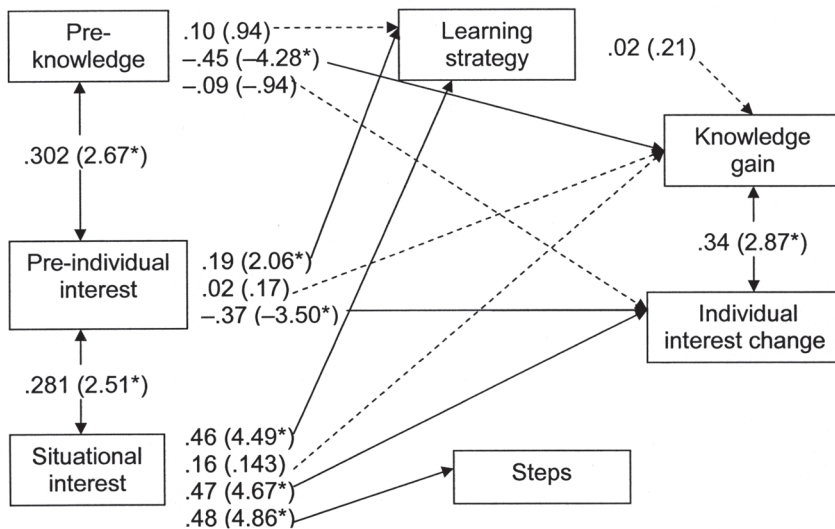 Pre-
knowledge
.10 (.94)
–.45 (–4.28*)
–.09 (–.94)
Learning
strategy
.02 (.21)
Knowledge
gain
.302 (2.67*)
.34 (2.87*)
Pre-individual
interest
.19 (2.06*)
.02 (.17)
–.37 (–3.50*)
Individual
interest change
.281 (2.51*)
Situational
interest
.46 (4.49*)
.16 (.143)
.47 (4.67*)
.48 (4.86*)
Steps